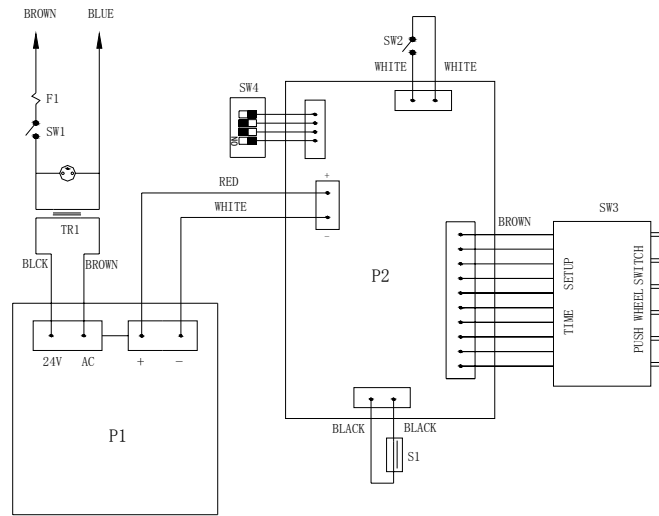 BROWN
BLUE
F1
SW1
TR1
BLCK
BROWN
24V
AC
+
−
P1
RED
WHITE
SW4
ON
SW2
WHITE
WHITE
+
−
P2
BROWN
SW3
TIME SETUP
PUSH WHEEL SWITCH
BLACK
BLACK
S1